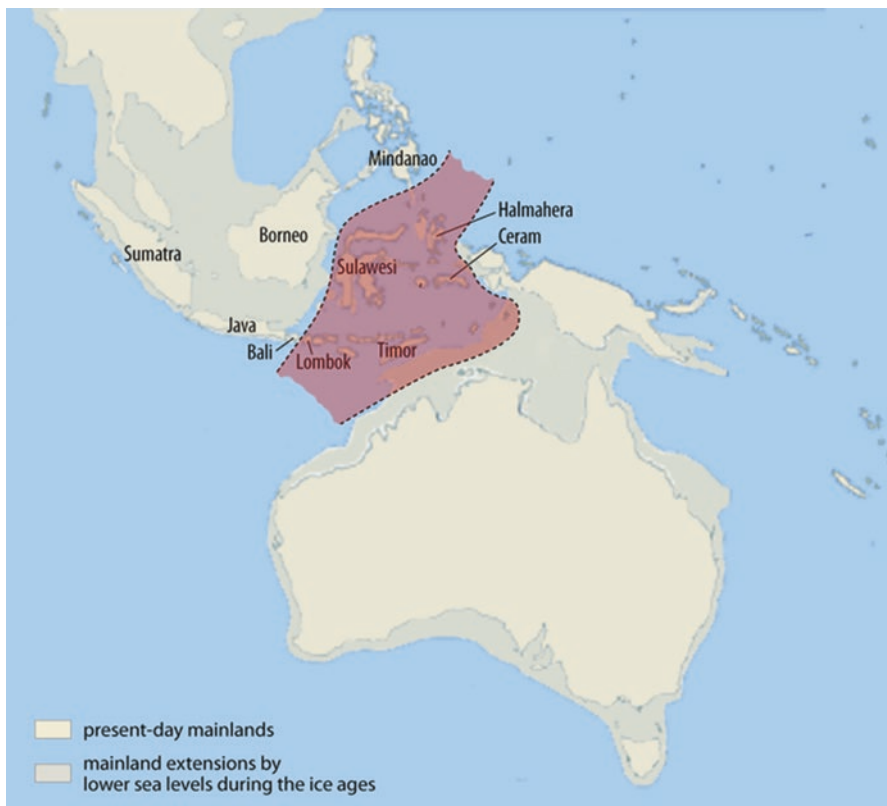 Mindanao
Halmahera
Ceram
Borneo
Sumatra
Sulawesi
Java
Bali
Lombok
Timor
present-day mainlands
mainland extensions by
lower sea levels during the ice ages